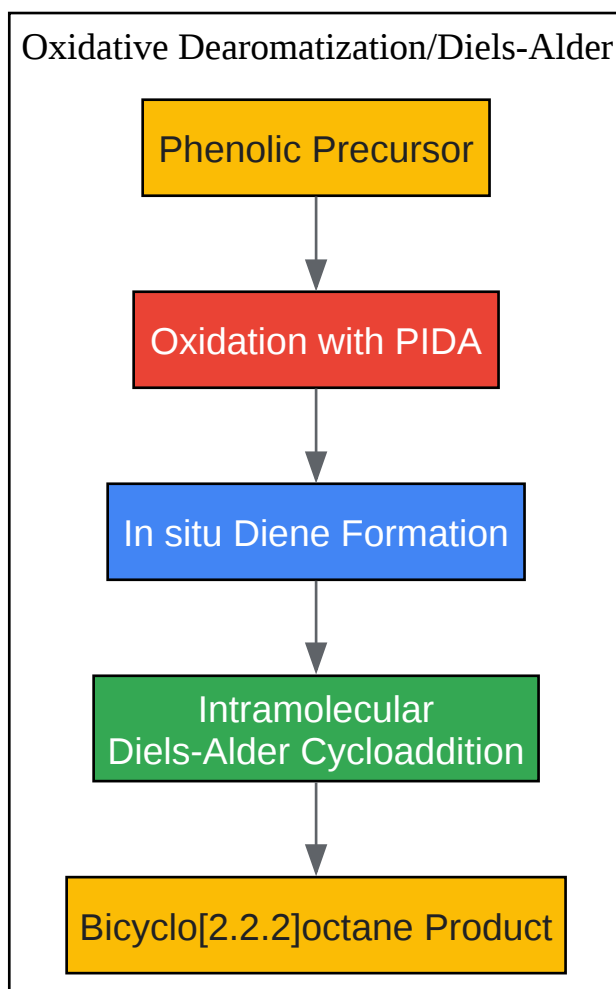 Oxidative Dearomatization/Diels-Alder
Phenolic Precursor
Oxidation with PIDA
In situ Diene Formation
Intramolecular
Diels-Alder Cycloaddition
Bicyclo[2.2.2]octane Product